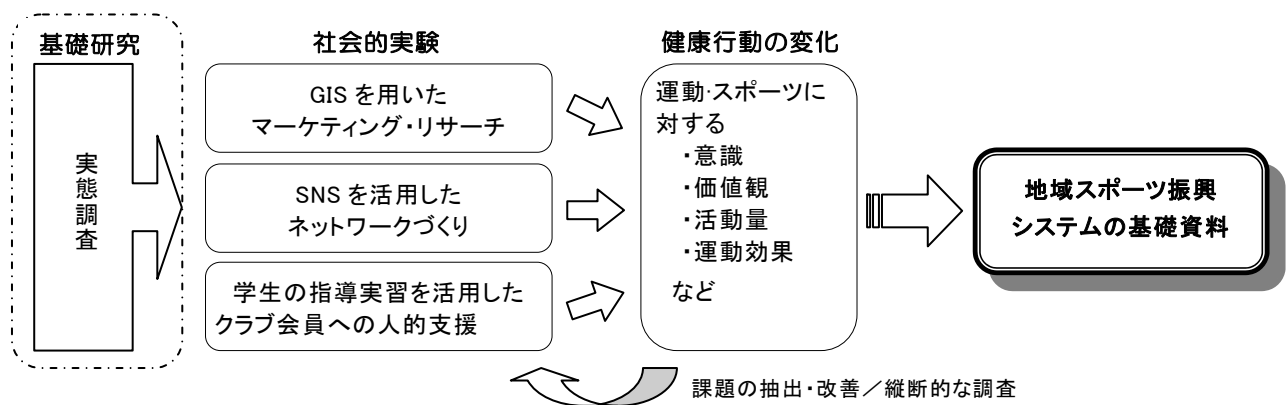 基礎研究
実態調査
社会的実験
GIS を用いた
マーケティング・リサーチ
SNS を活用した
ネットワークづくり
学生の指導実習を活用した
クラブ会員への人的支援
健康行動の変化
運動・スポーツに
対する
・意識
・価値観
・活動量
・運動効果
など
地域スポーツ振興
システムの基礎資料
課題の抽出・改善／縦断的な調査